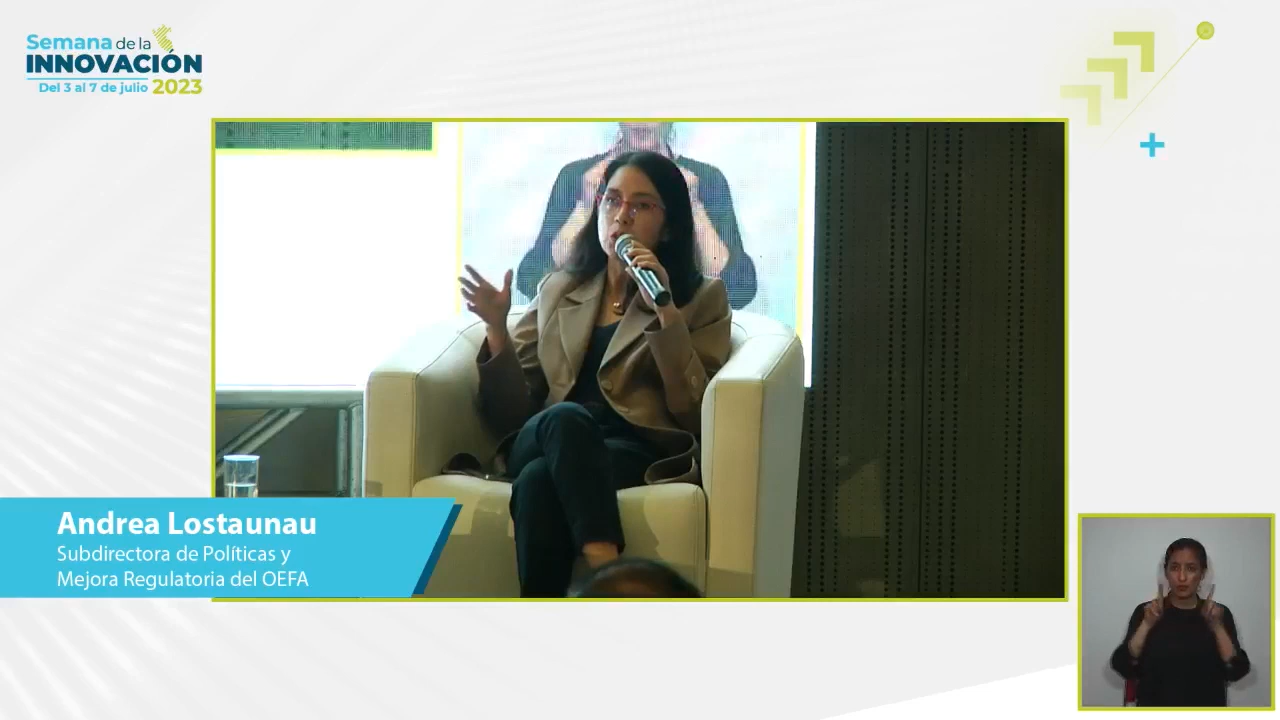 Semana de la
INNOVACIÓN
Del 3 al 7 de julio 2023
Andrea Lostaunau
Subdirectora de Políticas y
Mejora Regulatoria del OEFA